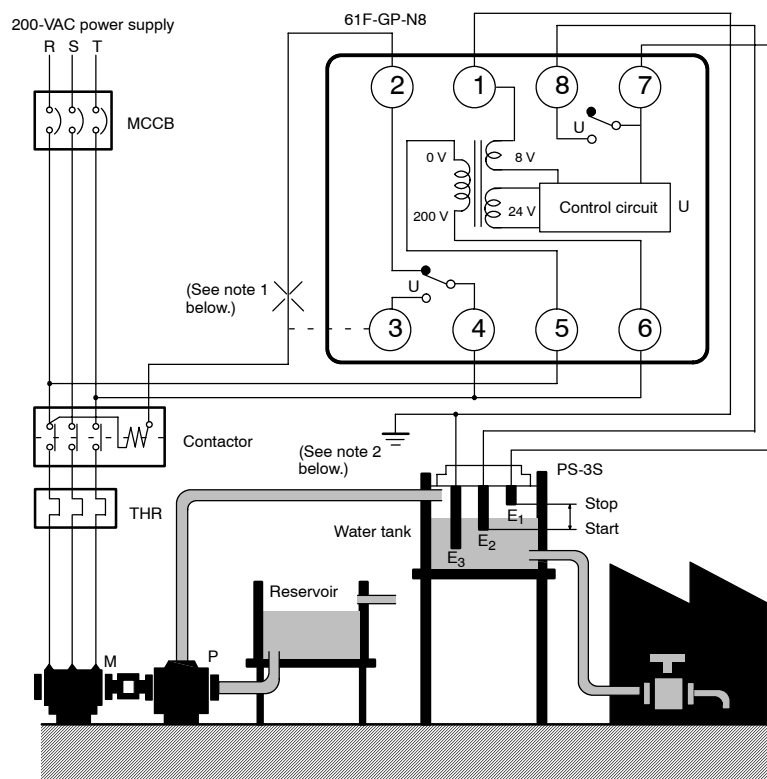 200-VAC power supply
61F-GP-N8
R S T
MCCB
2 1 8 7
U
0 V 8 V
200 V 24 V Control circuit U
(See note 1
below.)
U
3 4 5 6
Contactor
(See note 2
below.)
PS-3S
THR
Stop
E1
Start
Water tank
E2
E3
Reservoir
M P